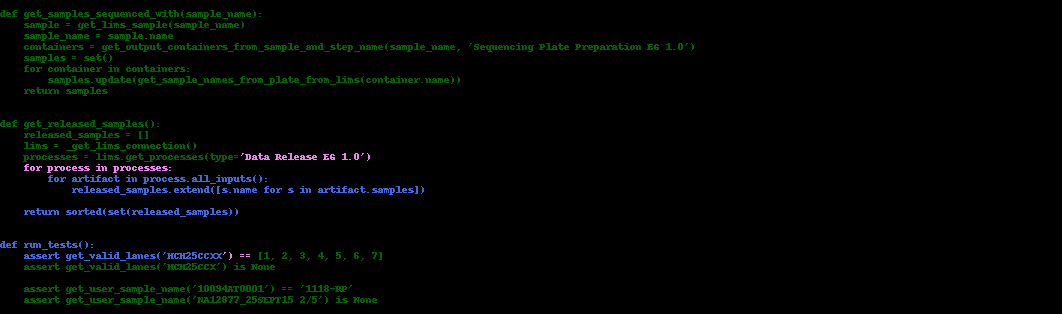 def get_samples_sequenced_with(sample_name):
    sample = get_lims_sample(sample_name)
    sample_name = sample.name
    containers = get_output_containers_from_sample_and_step_name(sample_name, 'Sequencing Plate Preparation EG 1.0')
    samples = set()
    for container in containers:
        samples.update(get_sample_names_from_plate_from_lims(container.name))
    return samples
def get_released_samples():
    released_samples = []
    lims = _get_lims_connection()
    processes = lims.get_processes(type='Data Release EG 1.0')
    for process in processes:
        for artifact in process.all_inputs():
            released_samples.extend([s.name for s in artifact.samples])
    return sorted(set(released_samples))
def run_tests():
    assert get_valid_lanes('HCH25CCXX') == [1, 2, 3, 4, 5, 6, 7]
    assert get_valid_lanes('HCH25CCX') is None
    assert get_user_sample_name('10094AT0001') == '1118-RP'
    assert get_user_sample_name('NA12877_25SEPT15 2/5') is None